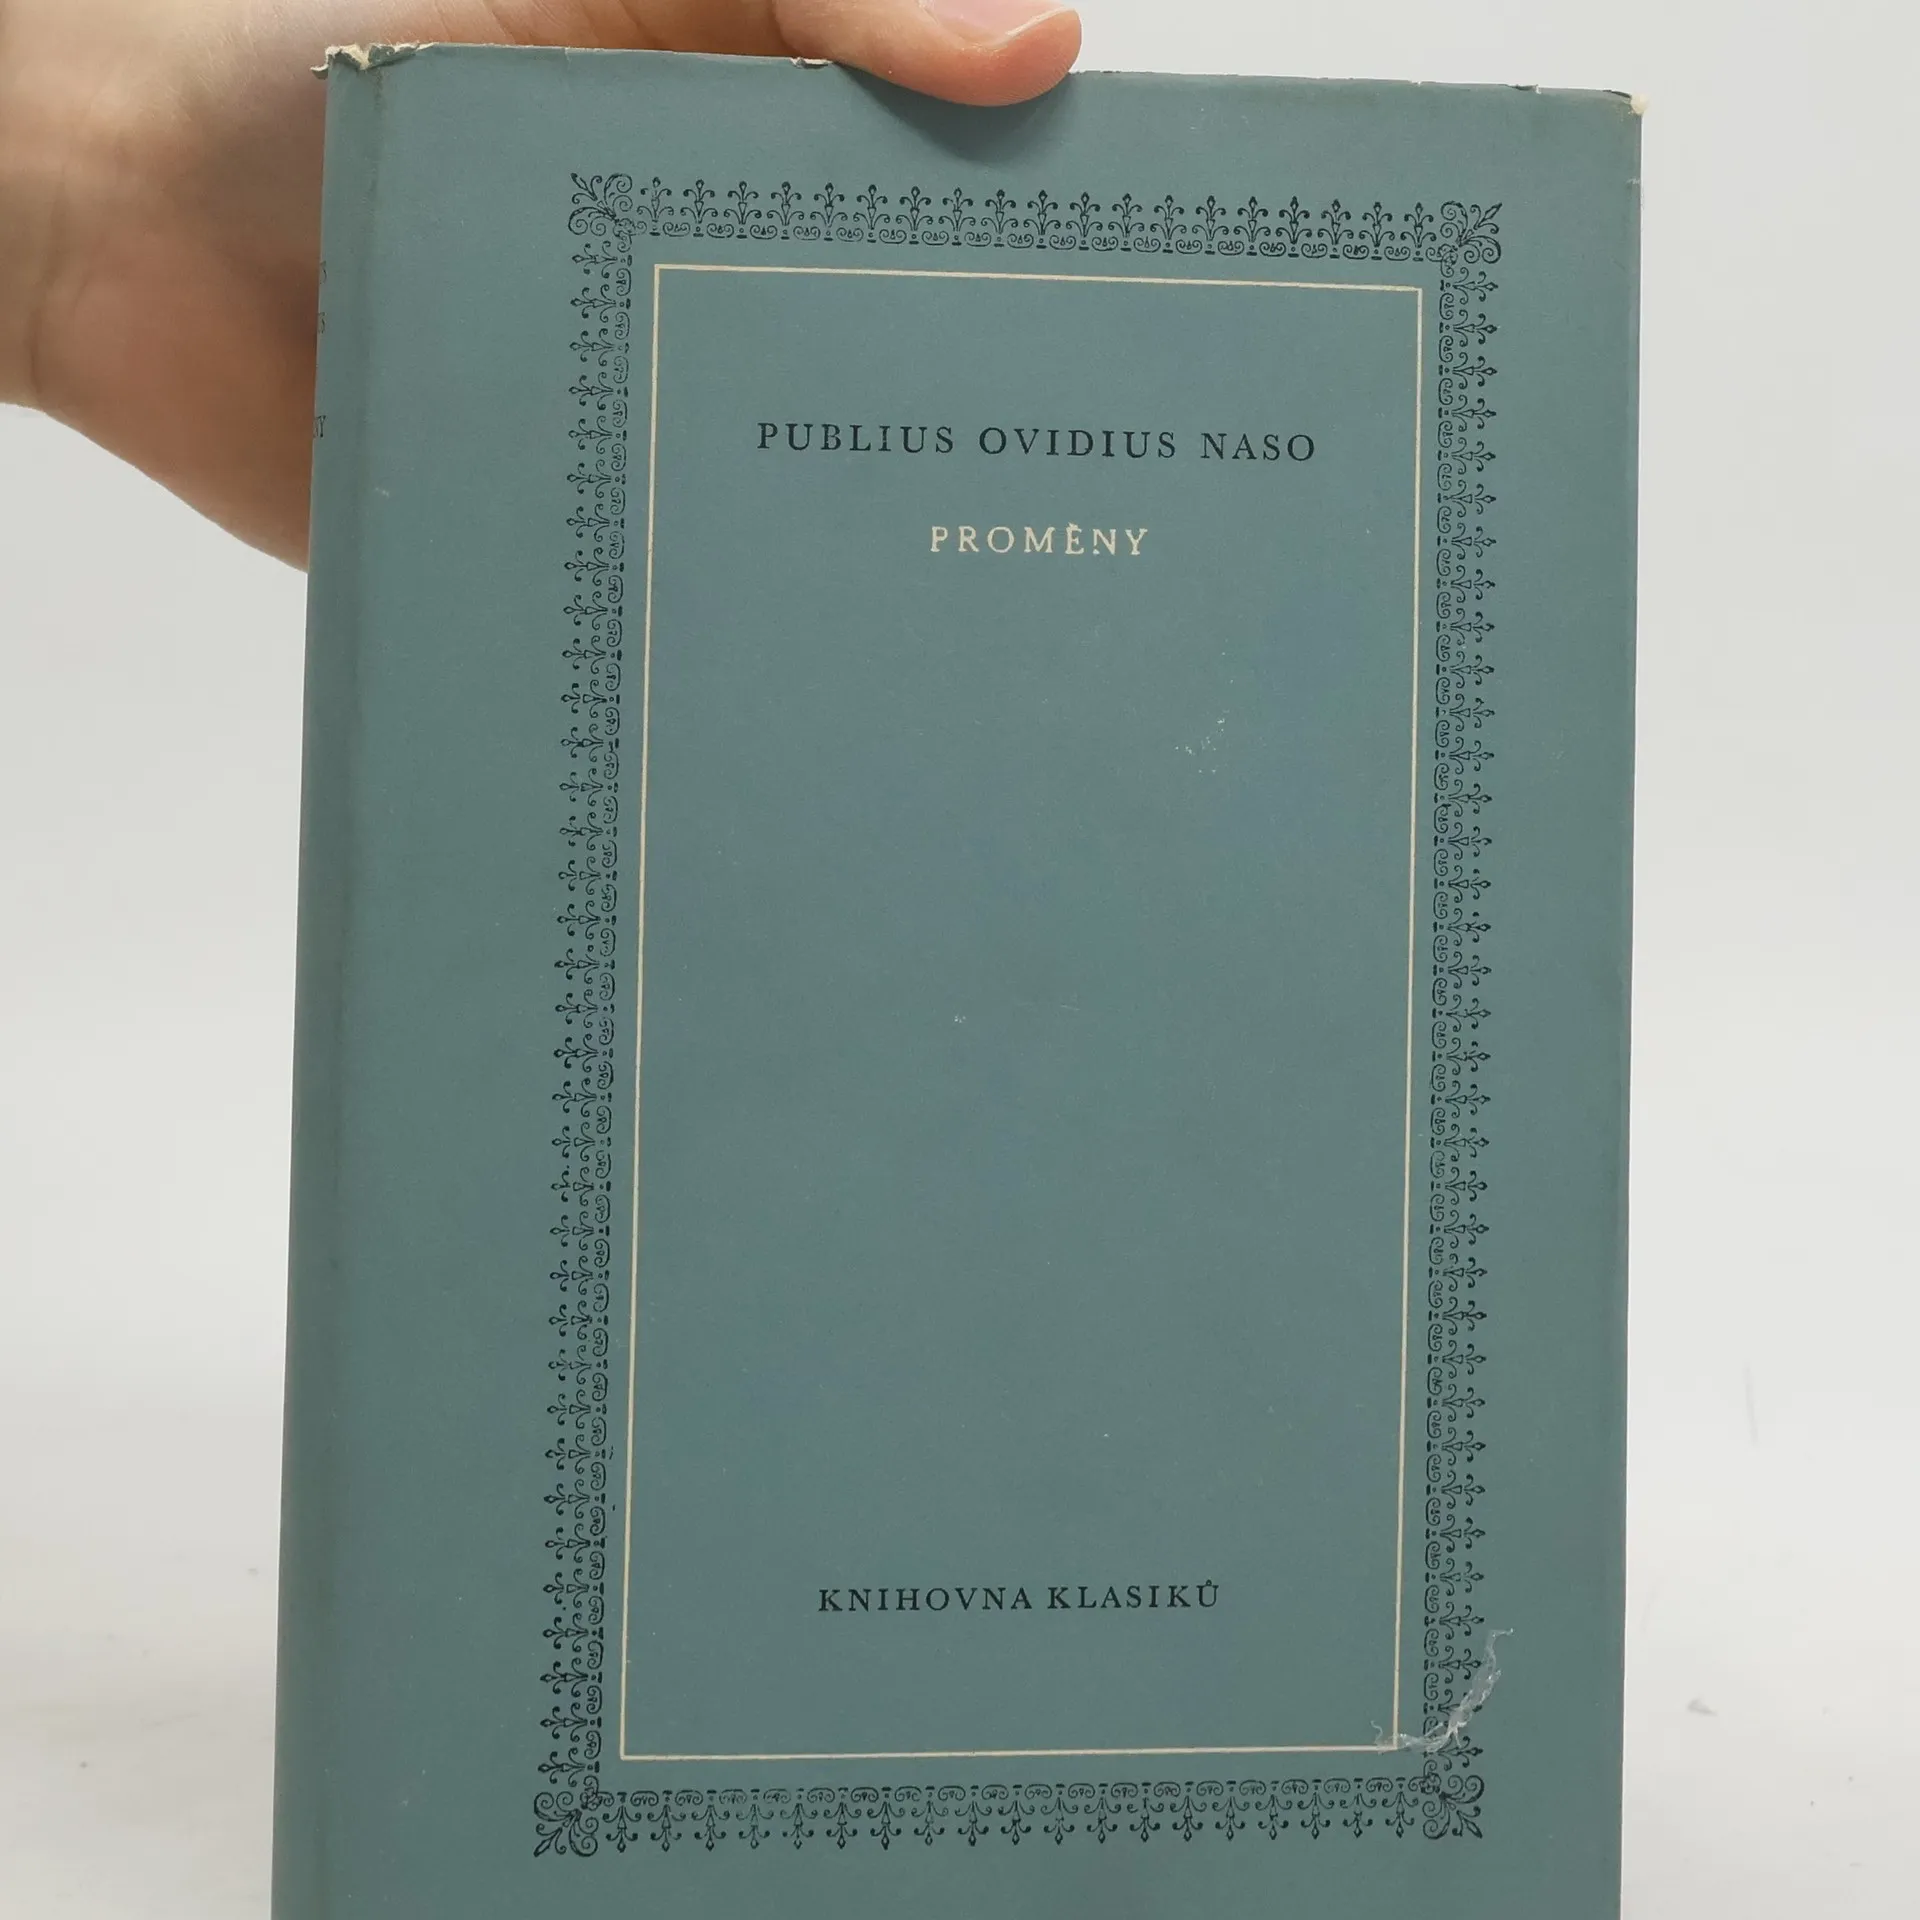 PUBLIUS OVIDIUS NASO
PROMĚNY
KNIHOVNA KLASIKŮ